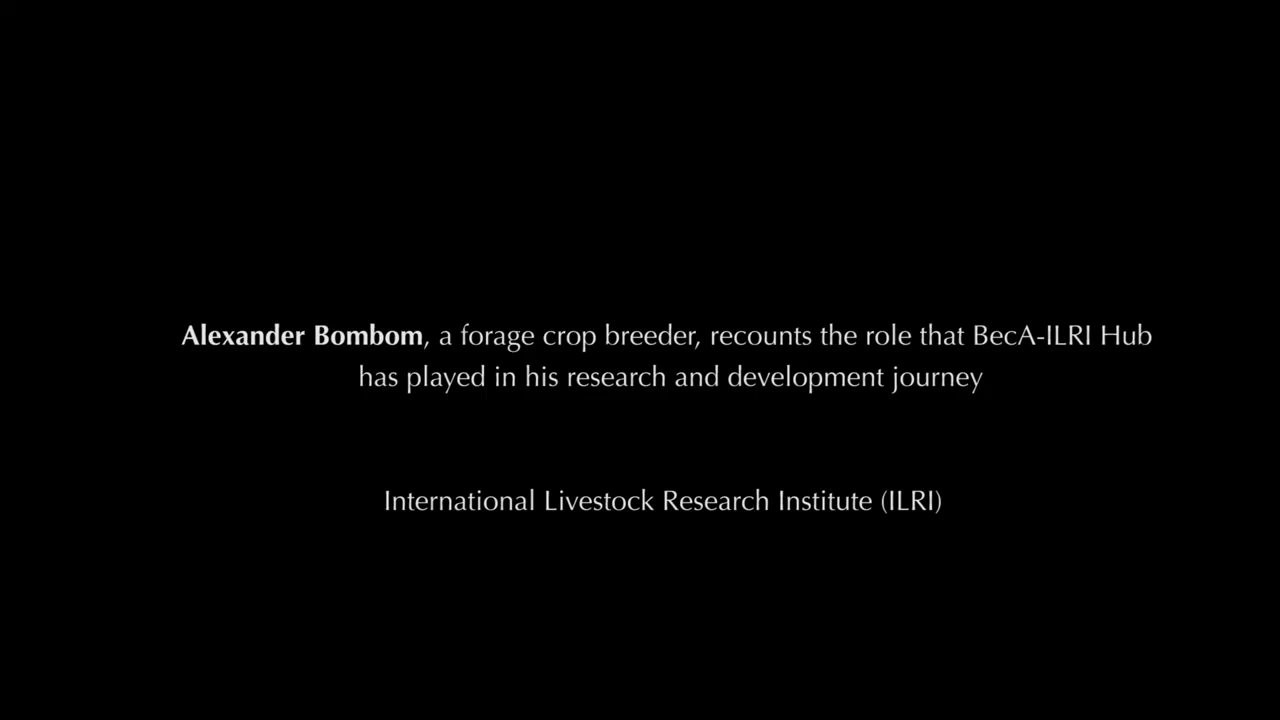 Alexander Bombom, a forage crop breeder, recounts the role that BecA-ILRI Hub
has played in his research and development journey
International Livestock Research Institute (ILRI)